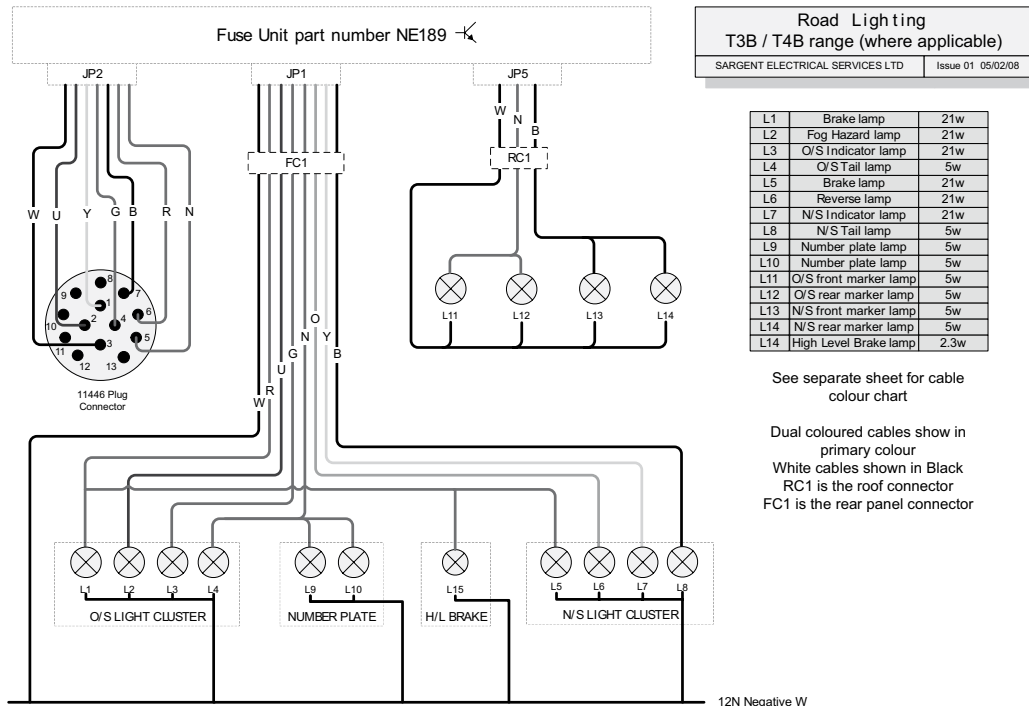 Fuse Unit part number NE189
Road Lighting
T3B / T4B range (where applicable)
SARGENT ELECTRICAL SERVICES LTD Issue 01 05/02/08
JP2 JP1 JP5
W N B
FC1 RC1
W U Y G B R N
8
9 7
1
10 2 4 6
3 5
11
12 13
11446 Plug
Connector
L11 L12 L13 L14
W R U G N O Y B
L1 Brake lamp 21w
L2 Fog Hazard lamp 21w
L3 O/S Indicator lamp 21w
L4 O/S Tail lamp 5w
L5 Brake lamp 21w
L6 Reverse lamp 21w
L7 N/S Indicator lamp 21w
L8 N/S Tail lamp 5w
L9 Number plate lamp 5w
L10 Number plate lamp 5w
L11 O/S front marker lamp 5w
L12 O/S rear marker lamp 5w
L13 N/S front marker lamp 5w
L14 N/S rear marker lamp 5w
L14 High Level Brake lamp 2.3w
See separate sheet for cable
colour chart
Dual coloured cables show in
primary colour
White cables shown in Black
RC1 is the roof connector
FC1 is the rear panel connector
L1 L2 L3 L4 L9 L10 L15 L5 L6 L7 L8
O/S LIGHT CLUSTER NUMBER PLATE H/L BRAKE N/S LIGHT CLUSTER
12N Negative W